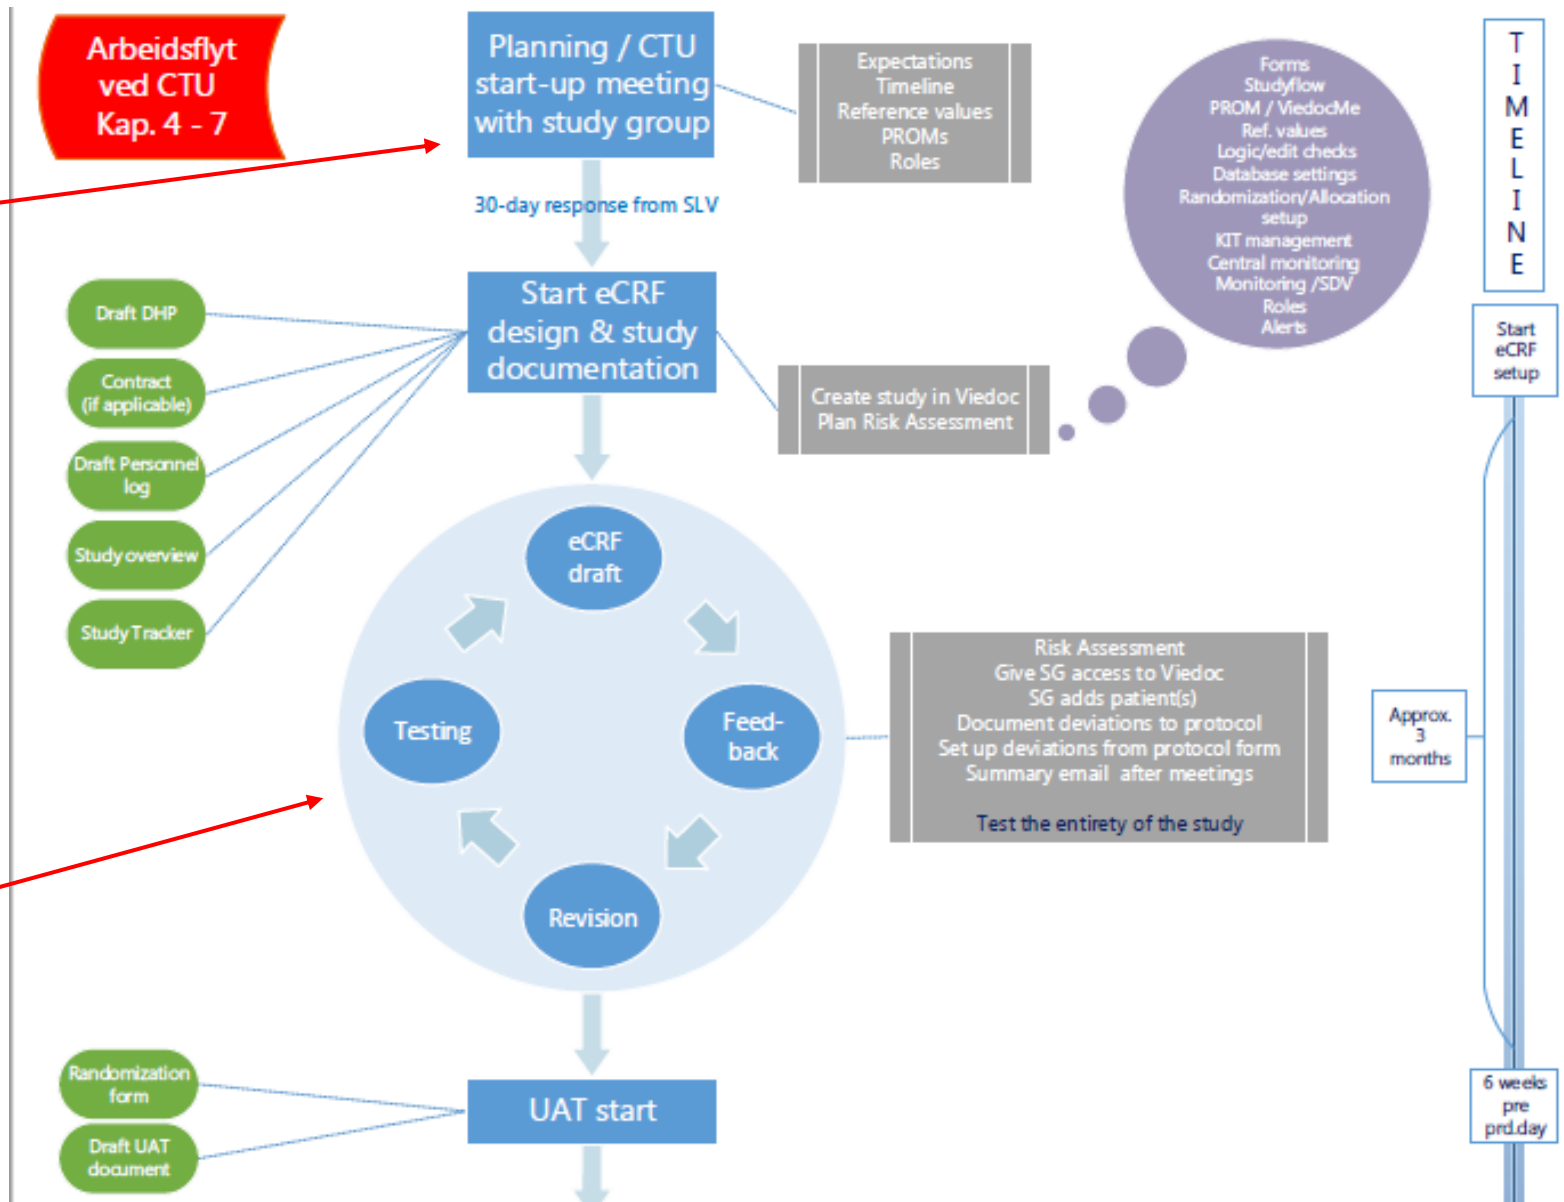 Arbeidsflyt
ved CTU
Kap. 4 - 7
Planning / CTU
start-up meeting
with study group
Expectations
Timeline
Reference values
PROMs
Roles
Forms
Studyflow
PROM / ViedocMe
Ref. values
Logic/edit checks
Database settings
Randomization/Allocation
setup
KIT management
Central monitoring
Monitoring /SDV
Roles
Alerts
T
I
M
E
L
I
N
E
30-day response from SLV
Start eCRF
design & study
documentation
Draft DHP
Contract
(if applicable)
Draft Personnel
log
Study overview
Study Tracker
Create study in Viedoc
Plan Risk Assessment
Start
eCRF
setup
eCRF
draft
Feed-
back
Revision
Testing
Risk Assessment
Give SG access to Viedoc
SG adds patient(s)
Document deviations to protocol
Set up deviations from protocol form
Summary email after meetings
Test the entirety of the study
Approx.
3
months
Randomization
form
Draft UAT
document
UAT start
6 weeks
pre
prd.day